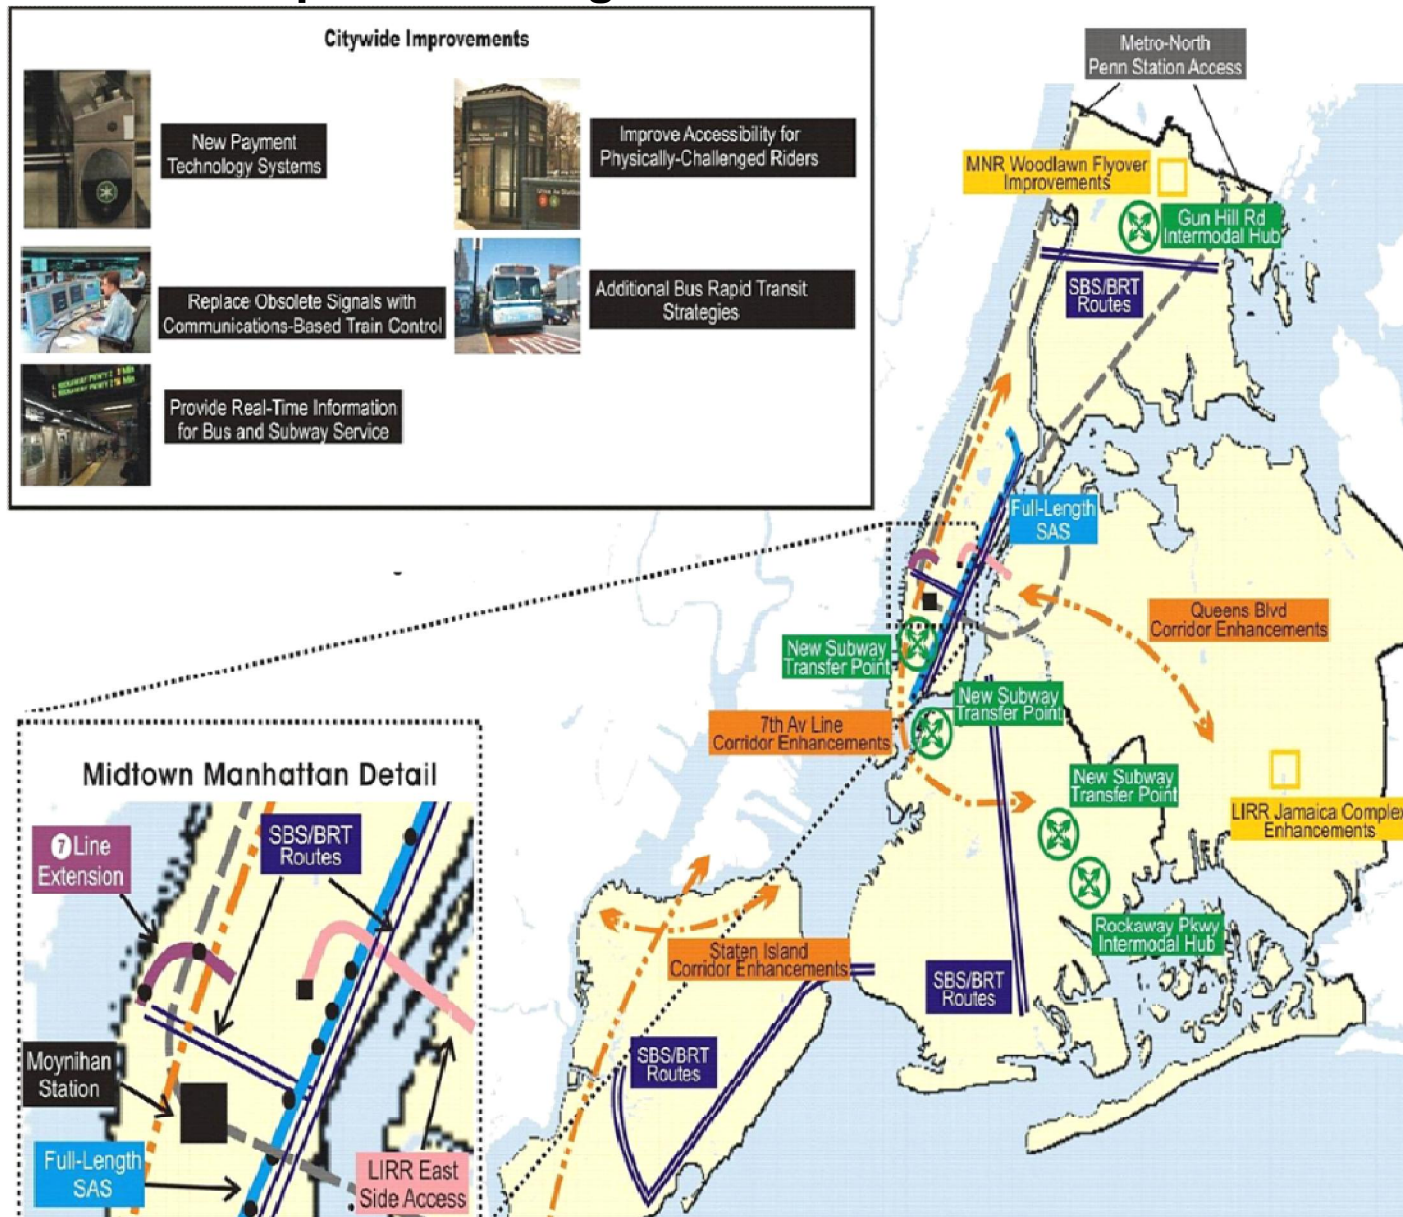 Citywide Improvements
New Payment
Technology Systems
Improve Accessibility for
Physically-Challenged Riders
Replace Obsolete Signals with
Communications-Based Train Control
Additional Bus Rapid Transit
Strategies
Provide Real-Time Information
for Bus and Subway Service
Metro-North
Penn Station Access
MNR Woodlawn Flyover
Improvements
Gun Hill Rd
Intermodal Hub
SBS/BRT
Routes
Full-Length
SAS
Queens Blvd
Corridor Enhancements
New Subway
Transfer Point
New Subway
Transfer Point
7th Av Line
Corridor Enhancements
New Subway
Transfer Point
LIRR Jamaica Complex
Enhancements
Rockaway Pkwy
Intermodal Hub
Staten Island
Corridor Enhancements
SBS/BRT
Routes
SBS/BRT
Routes
Midtown Manhattan Detail
7 Line
Extension
SBS/BRT
Routes
Moynihan
Station
Full-Length
SAS
LIRR East
Side Access